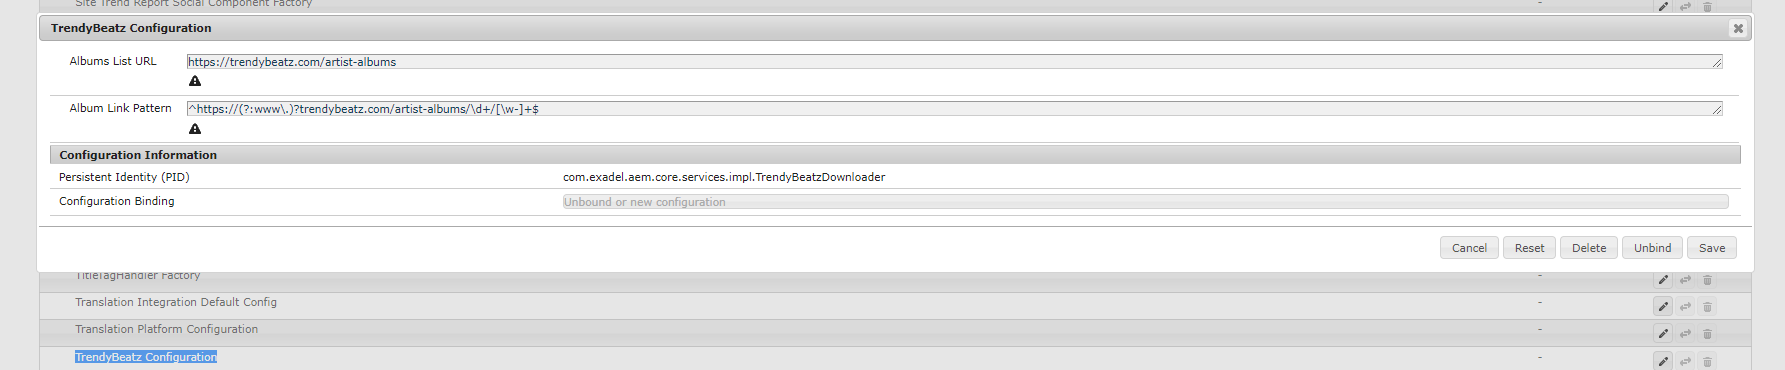 Site Trend Report Social Component Factory -
TrendyBeatz Configuration
Albums List URL https://trendybeatz.com/artist-albums
Album Link Pattern ^https://(?:www\.)?trendybeatz.com/artist-albums/\d+/[\w-]+$
Configuration Information
Persistent Identity (PID) com.exadel.aem.core.services.impl.TrendyBeatzDownloader
Configuration Binding Unbound or new configuration
Cancel Reset Delete Unbind Save
TitleTagHandler Factory -
Translation Integration Default Config -
Translation Platform Configuration -
TrendyBeatz Configuration -